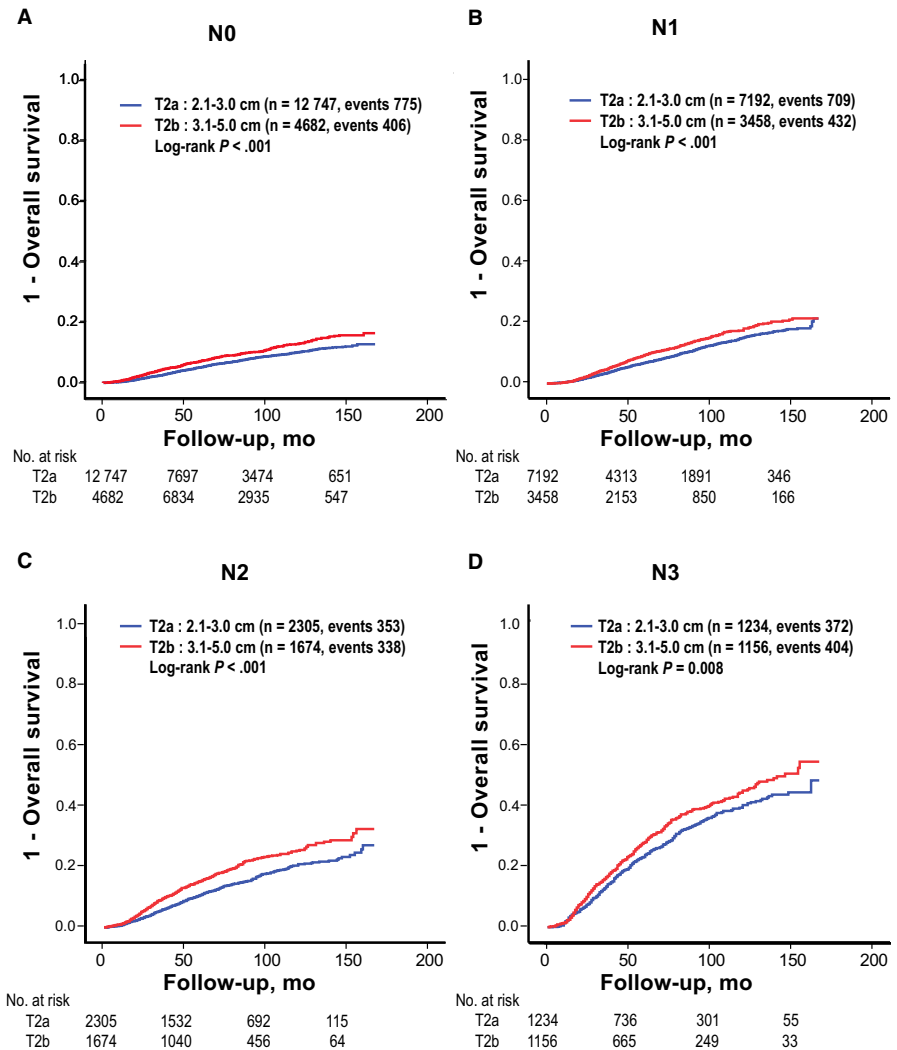 A
N0
1 - Overall survival
1.0
0.8
0.6
0.4
0.2
0.0
T2a : 2.1-3.0 cm (n = 12 747, events 775)
T2b : 3.1-5.0 cm (n = 4682, events 406)
Log-rank P < .001
0 50 100 150 200
Follow-up, mo
No. at risk
T2a 12 747 7697 3474 651
T2b 4682 6834 2935 547
B
N1
1 - Overall survival
1.0
0.8
0.6
0.4
0.2
0.0
T2a : 2.1-3.0 cm (n = 7192, events 709)
T2b : 3.1-5.0 cm (n = 3458, events 432)
Log-rank P < .001
0 50 100 150 200
Follow-up, mo
No. at risk
T2a 7192 4313 1891 346
T2b 3458 2153 850 166
C
N2
1 - Overall survival
1.0
0.8
0.6
0.4
0.2
0.0
T2a : 2.1-3.0 cm (n = 2305, events 353)
T2b : 3.1-5.0 cm (n = 1674, events 338)
Log-rank P < .001
0 50 100 150 200
Follow-up, mo
No. at risk
T2a 2305 1532 692 115
T2b 1674 1040 456 64
D
N3
1 - Overall survival
1.0
0.8
0.6
0.4
0.2
0.0
T2a : 2.1-3.0 cm (n = 1234, events 372)
T2b : 3.1-5.0 cm (n = 1156, events 404)
Log-rank P = 0.008
0 50 100 150 200
Follow-up, mo
No. at risk
T2a 1234 736 301 55
T2b 1156 665 249 33